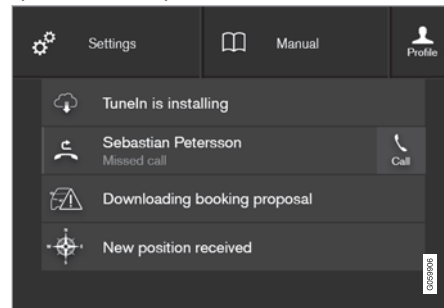 Settings
Manual
Profile
TuneIn is installing
Sebastian Petersson
Missed call
Call
Downloading booking proposal
New position received
G059906